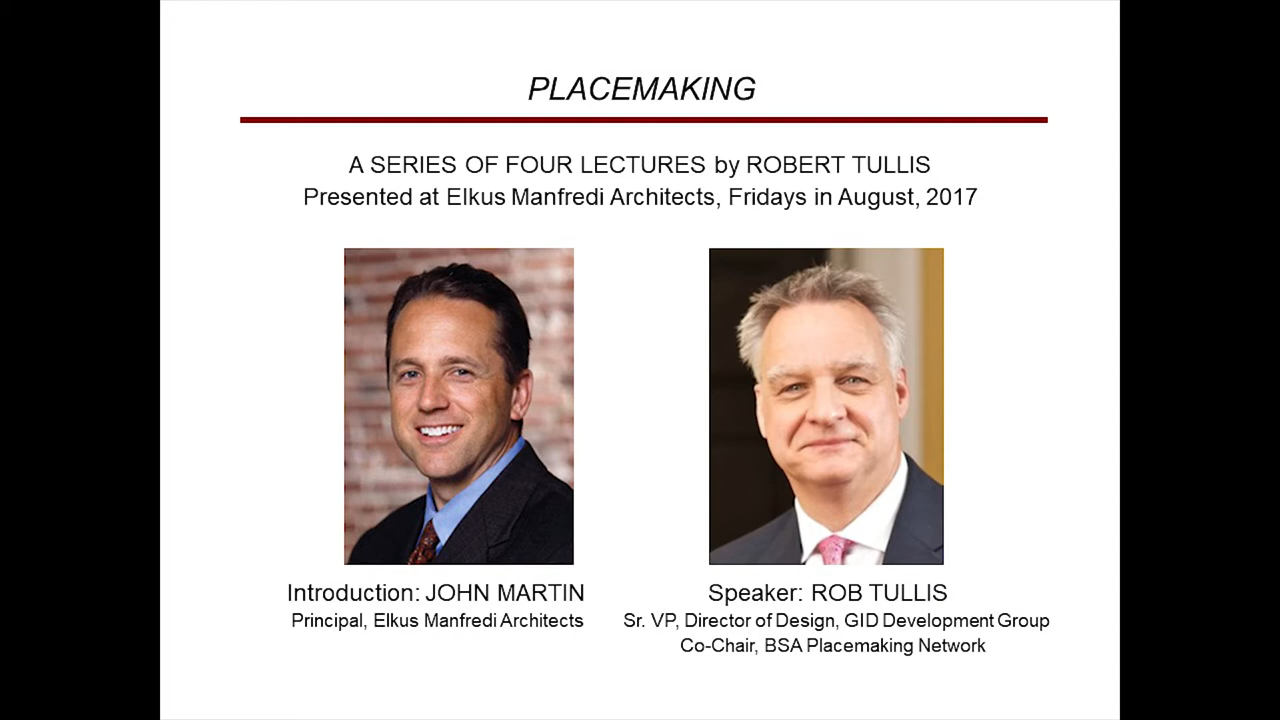 PLACEMAKING
A SERIES OF FOUR LECTURES by ROBERT TULLIS
Presented at Elkus Manfredi Architects, Fridays in August, 2017
Introduction: JOHN MARTIN
Principal, Elkus Manfredi Architects
Speaker: ROB TULLIS
Sr. VP, Director of Design, GID Development Group
Co-Chair, BSA Placemaking Network